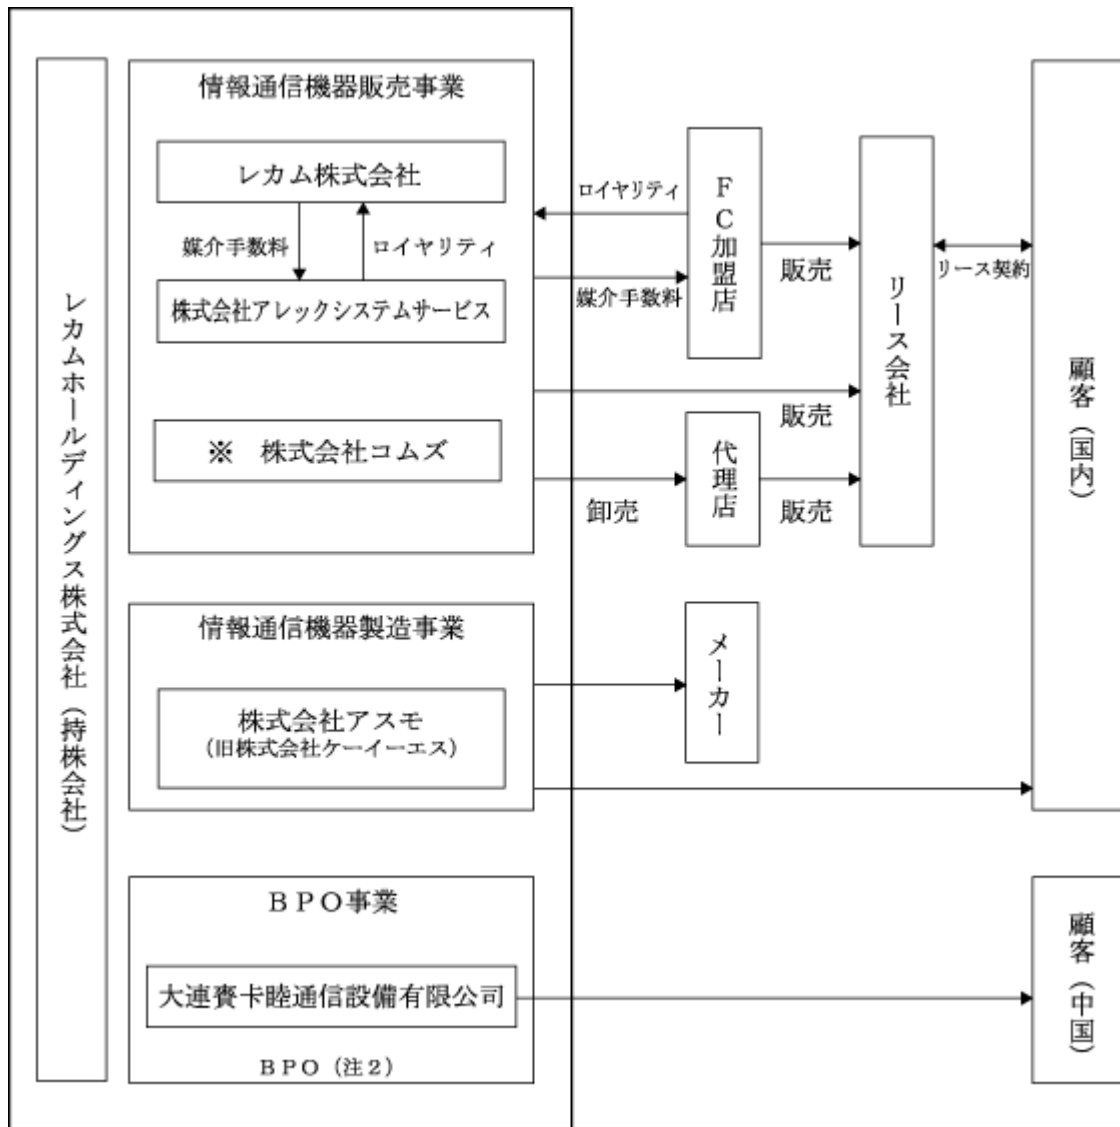 レカムホールディングス株式会社（持株会社）
情報通信機器販売事業
レカム株式会社
媒介手数料
ロイヤリティ
株式会社アレックシステムサービス
※ 株式会社コムズ
ロイヤリティ
媒介手数料
FC加盟店
販売
販売
卸売
代理店
販売
リース会社
リース契約
顧客（国内）
情報通信機器製造事業
株式会社アスモ
（旧株式会社ケーイーエス）
メーカー
ＢＰＯ事業
大連賚卡睦通信設備有限公司
ＢＰＯ（注２）
顧客（中国）